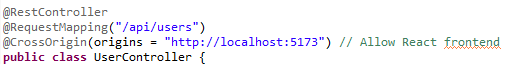 @RestController
@RequestMapping("/api/users")
@CrossOrigin(origins = "http://localhost:5173") // Allow React frontend
public class UserController {